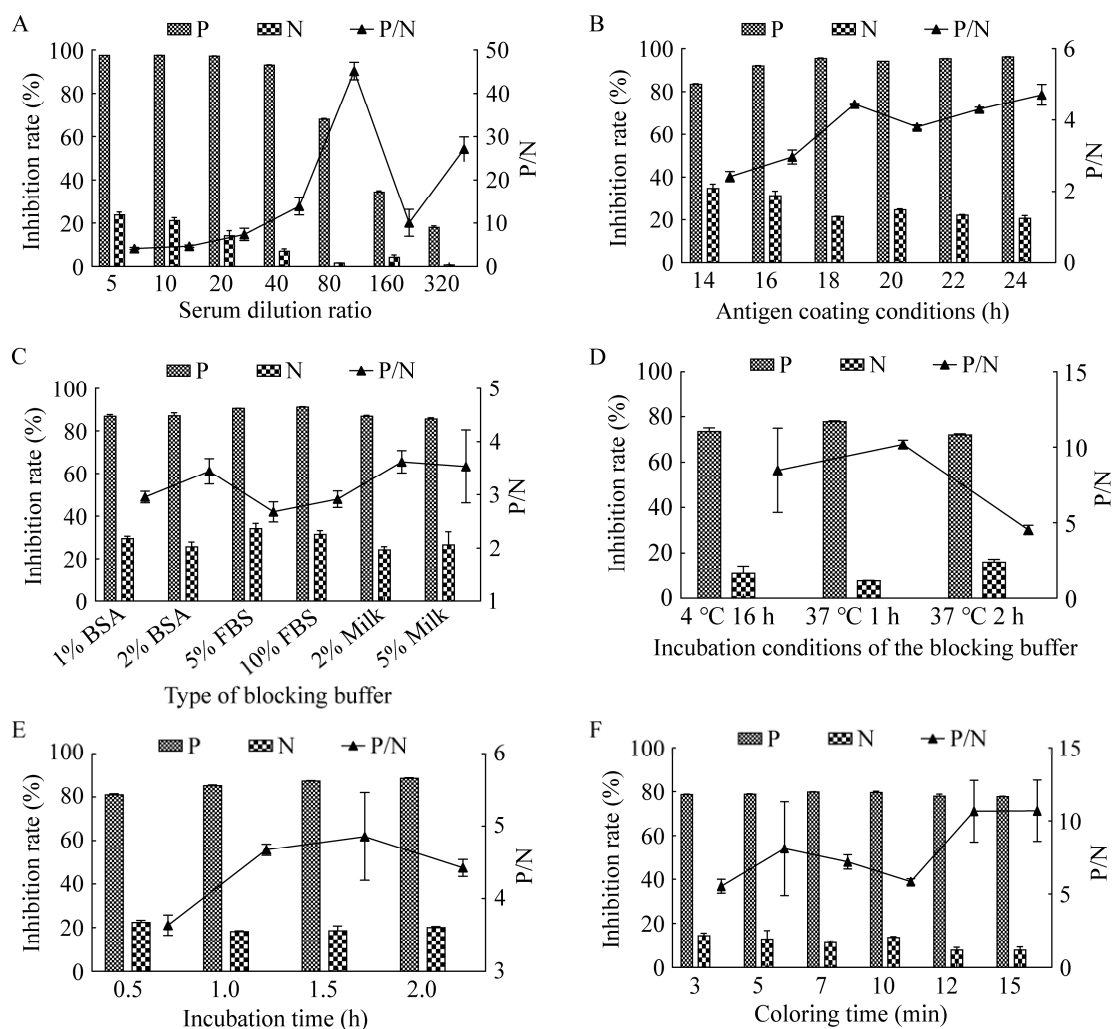 A
P N P/N
Inhibition rate (%)
100
80
60
40
20
0
50
40
30
20
10
0
P/N
5 10 20 40 80 160 320
Serum dilution ratio
B
P N P/N
Inhibition rate (%)
100
80
60
40
20
0
6
4
2
0
P/N
14 16 18 20 22 24
Antigen coating conditions (h)
C
P N P/N
Inhibition rate (%)
100
80
60
40
20
0
5
4
3
2
1
P/N
1% BSA 2% BSA 5% FBS 10% FBS 2% Milk 5% Milk
Type of blocking buffer
D
P N P/N
Inhibition rate (%)
100
80
60
40
20
0
15
10
5
0
P/N
4 ℃ 16 h 37 ℃ 1 h 37 ℃ 2 h
Incubation conditions of the blocking buffer
E
P N P/N
Inhibition rate (%)
100
80
60
40
20
0
6
5
4
3
P/N
0.5 1.0 1.5 2.0
Incubation time (h)
F
P N P/N
Inhibition rate (%)
100
80
60
40
20
0
15
10
5
0
P/N
3 5 7 10 12 15
Coloring time (min)